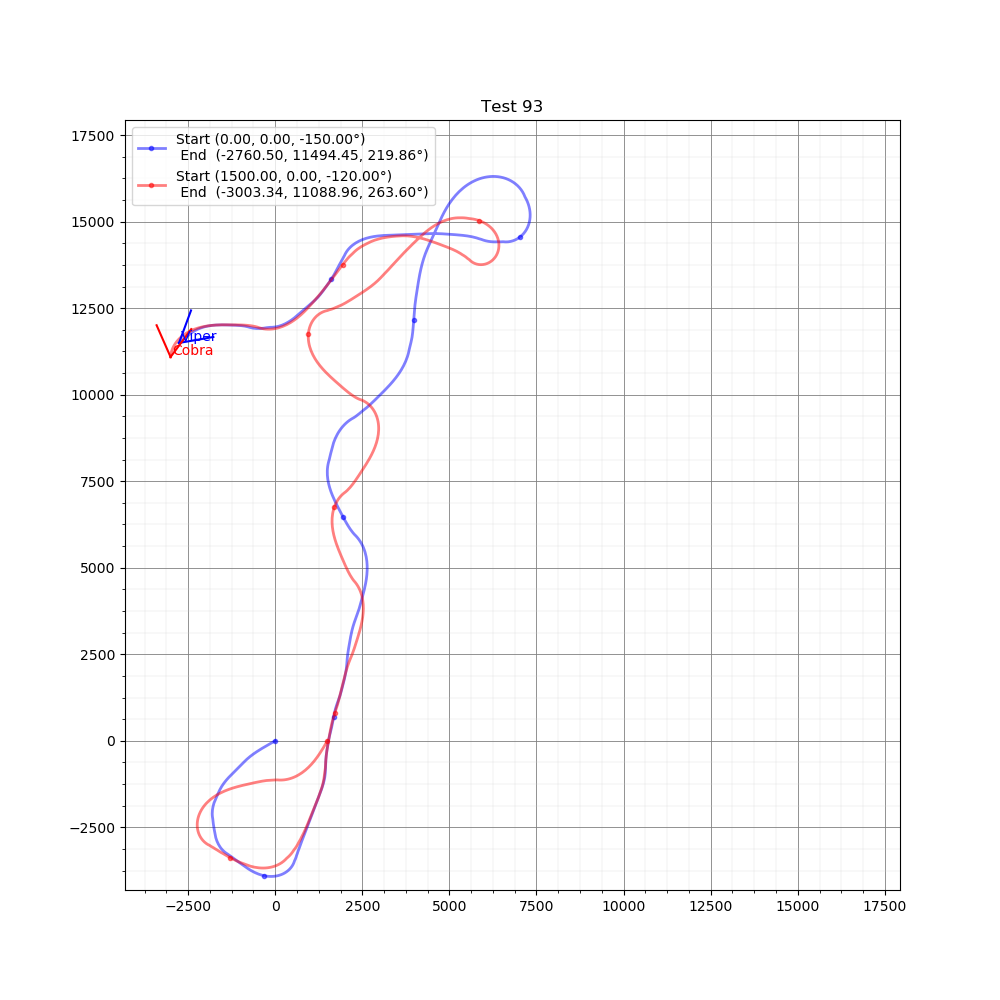 Test 93
Start (0.00, 0.00, -150.00°)
End (-2760.50, 11494.45, 219.86°)
Start (1500.00, 0.00, -120.00°)
End (-3003.34, 11088.96, 263.60°)
17500
15000
12500
10000
7500
5000
2500
0
−2500
Viper
Cobra
−2500 0 2500 5000 7500 10000 12500 15000 17500